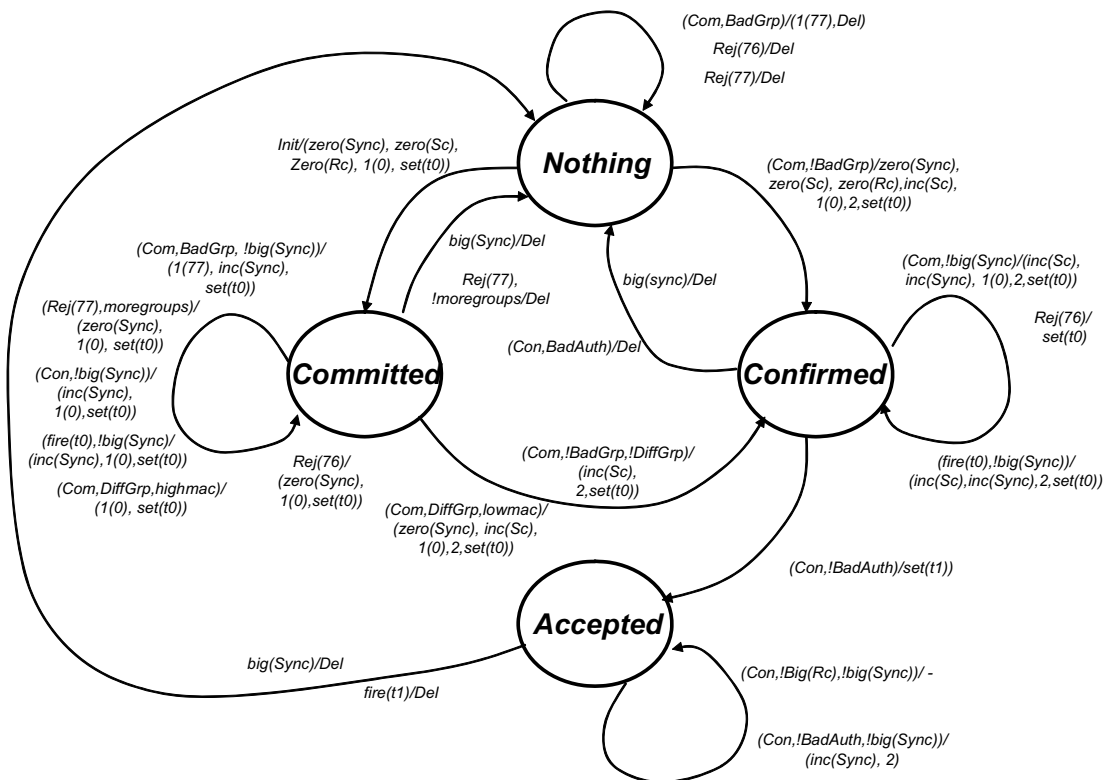 (Com,BadGrp)/(1(77),Del)
Rej(76)/Del
Rej(77)/Del
Init/(zero(Sync), zero(Sc),
Zero(Rc), 1(0), set(t0))
Nothing
(Com,!BadGrp)/zero(Sync),
zero(Sc), zero(Rc),inc(Sc),
1(0),2,set(t0))
big(Sync)/Del
Rej(77),
!moregroups/Del
big(sync)/Del
(Con,BadAuth)/Del
(Com,BadGrp, !big(Sync))/
(1(77), inc(Sync),
set(t0))
(Rej(77),moregroups)/
(zero(Sync),
1(0), set(t0))
(Con,!big(Sync))/
(inc(Sync),
1(0),set(t0))
(fire(t0),!big(Sync)/
(inc(Sync),1(0),set(t0))
(Com,DiffGrp,highmac)/
(1(0), set(t0))
Committed
Rej(76)/
(zero(Sync),
1(0),set(t0))
Confirmed
(Com,!big(Sync)/(inc(Sc),
inc(Sync), 1(0),2,set(t0))
Rej(76)/
set(t0)
(fire(t0),!big(Sync))/
(inc(Sc),inc(Sync),2,set(t0))
(Com,!BadGrp,!DiffGrp)/
(inc(Sc),
2,set(t0))
(Com,DiffGrp,lowmac)/
(zero(Sync), inc(Sc),
1(0),2,set(t0))
(Con,!BadAuth)/set(t1))
Accepted
big(Sync)/Del
fire(t1)/Del
(Con,!Big(Rc),!big(Sync))/ -
(Con,!BadAuth,!big(Sync))/
(inc(Sync), 2)